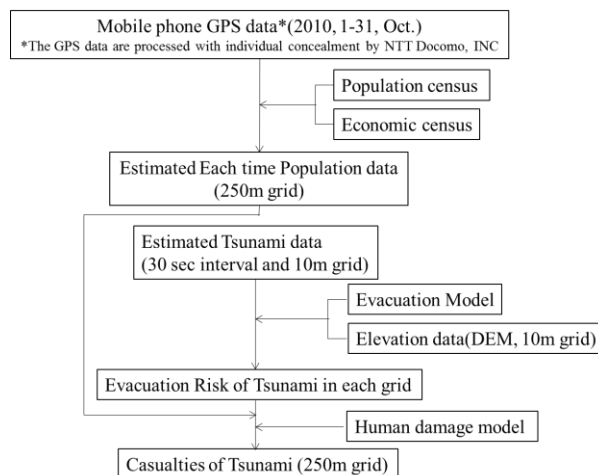 Mobile phone GPS data*(2010, 1-31, Oct.)
*The GPS data are processed with individual concealment by NTT Docomo, INC
Population census
Economic census
Estimated Each time Population data
(250m grid)
Estimated Tsunami data
(30 sec interval and 10m grid)
Evacuation Model
Elevation data(DEM, 10m grid)
Evacuation Risk of Tsunami in each grid
Human damage model
Casualties of Tsunami (250m grid)